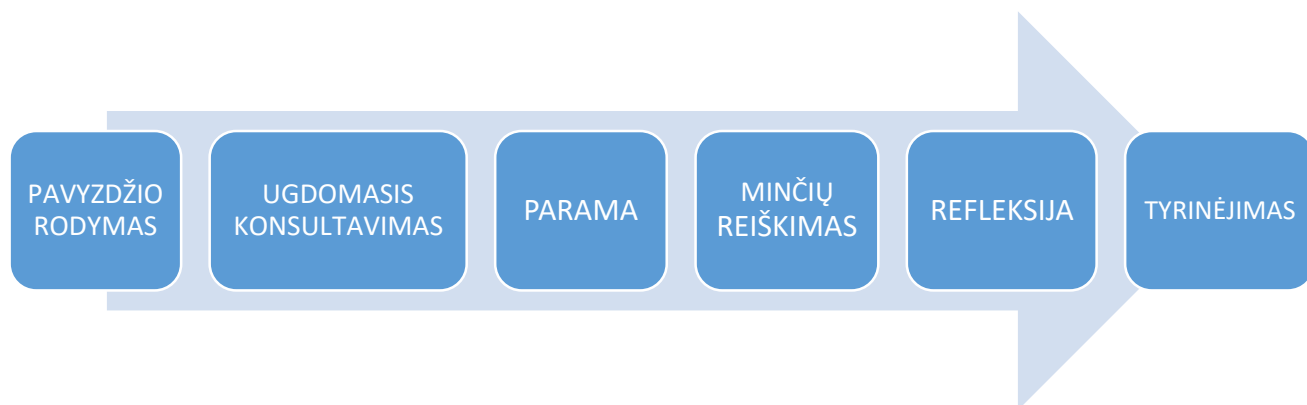 PAVYZDŽIO
RODYMAS
UGDOMASIS
KONSULTAVIMAS
PARAMA
MINČIŲ
REIŠKIMAS
REFLEKSIJA
TYRINĖJIMAS